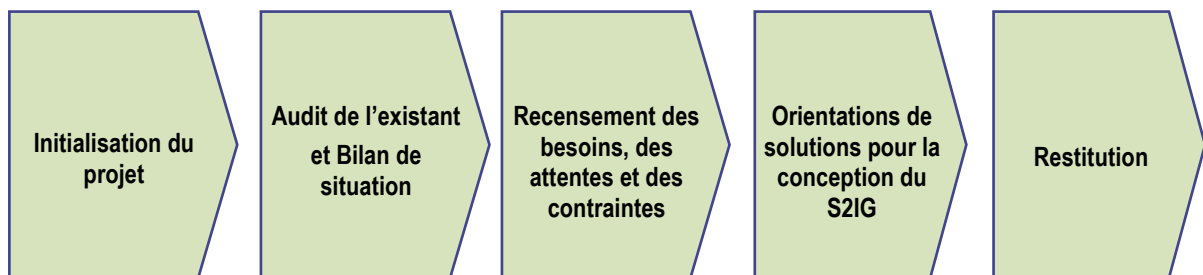 Initialisation du
projet
Audit de l'existant
et Bilan de
situation
Recensement des
besoins, des
attentes et des
contraintes
Orientations de
solutions pour la
conception du
S2IG
Restitution